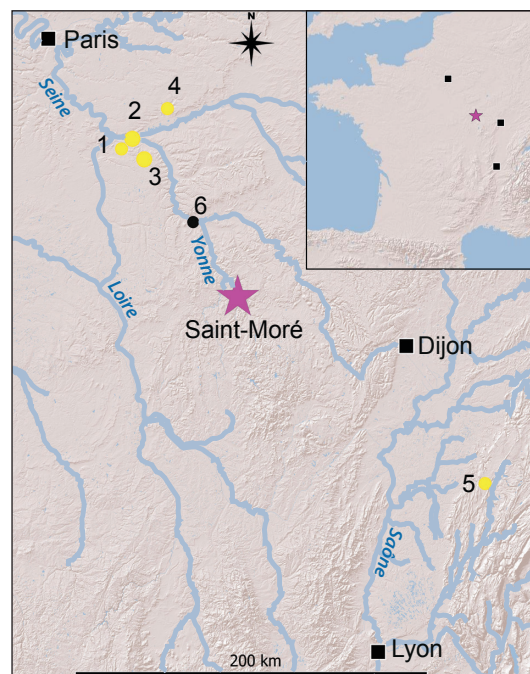 N
Paris
Seine
4
2
1
3
6
Yonne
Loire
Saint-Moré
Dijon
5
Saône
Lyon
200 km